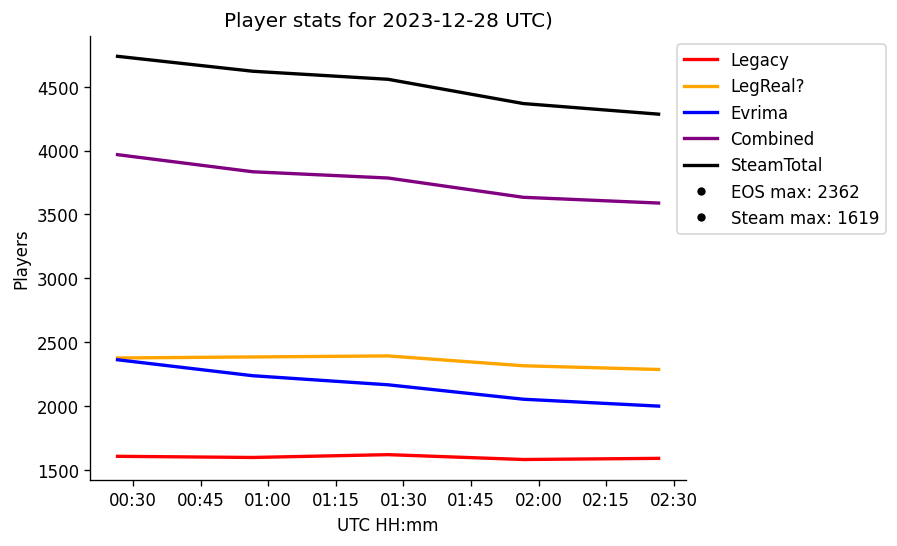 Player stats for 2023-12-28 UTC)
Legacy
LegReal?
Evrima
Combined
SteamTotal
EOS max: 2362
Steam max: 1619
4500
4000
3500
3000
2500
2000
1500
Players
00:30 00:45 01:00 01:15 01:30 01:45 02:00 02:15 02:30
UTC HH:mm